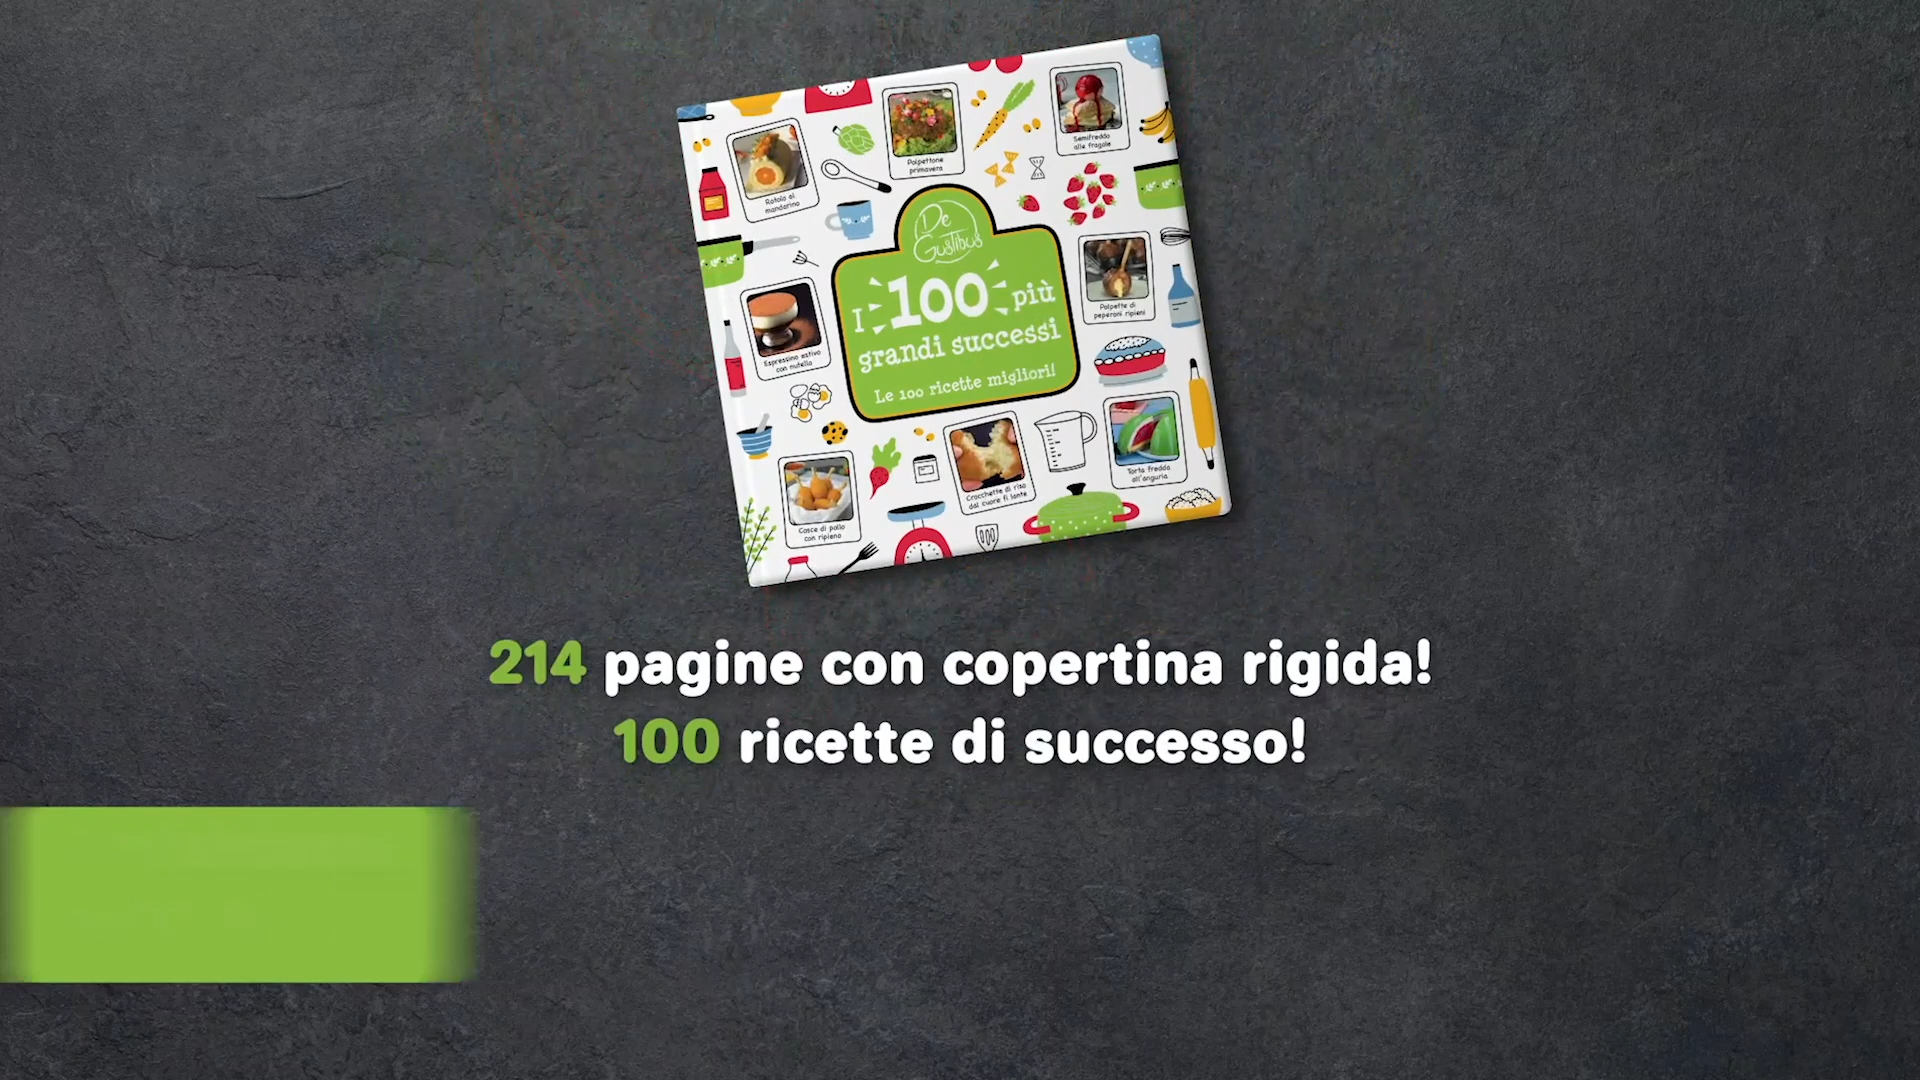 Rotolo al
mandarino
Polpettone
primavera
Semifreddo
alle fragole
De
Gustibus
I 100 più
grandi successi
Le 100 ricette migliori!
Espressino estivo
con nutella
Polpette di
peperoni ripieni
Cosce di pollo
con ripieno
Crocchette di riso
dal cuore filante
Torta fredda
all'anguria
214 pagine con copertina rigida!
100 ricette di successo!